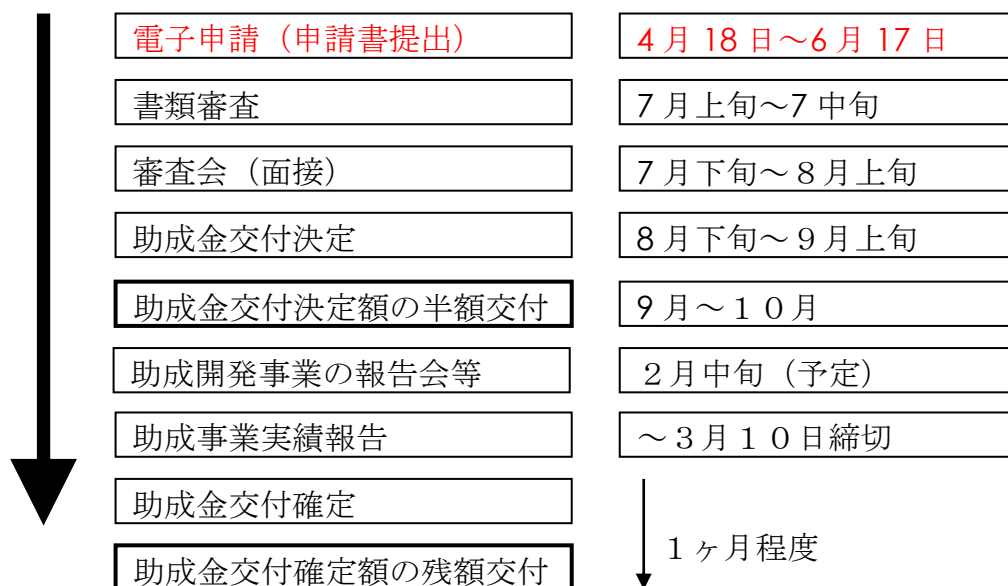 電子申請（申請書提出）
4月18日～6月17日
書類審査
7月上旬～7中旬
審査会（面接）
7月下旬～８月上旬
助成金交付決定
8月下旬～９月上旬
助成金交付決定額の半額交付
9月～１０月
助成開発事業の報告会等
２月中旬（予定）
助成事業実績報告
～３月１０日締切
助成金交付確定
１ヶ月程度
助成金交付確定額の残額交付